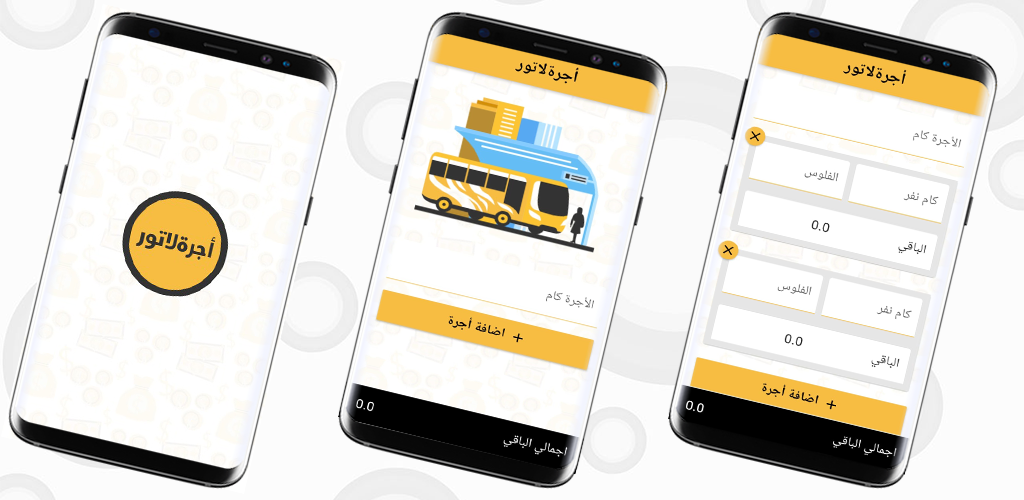 أجرةلاتور
أجرةلاتور
الأجرة كام
+ اضافة أجرة
0.0
اجمالي الباقي
أجرةلاتور
الأجرة كام
كام نفر
الفلوس
الباقي
0.0
كام نفر
الفلوس
الباقي
0.0
+ اضافة أجرة
0.0
اجمالي الباقي